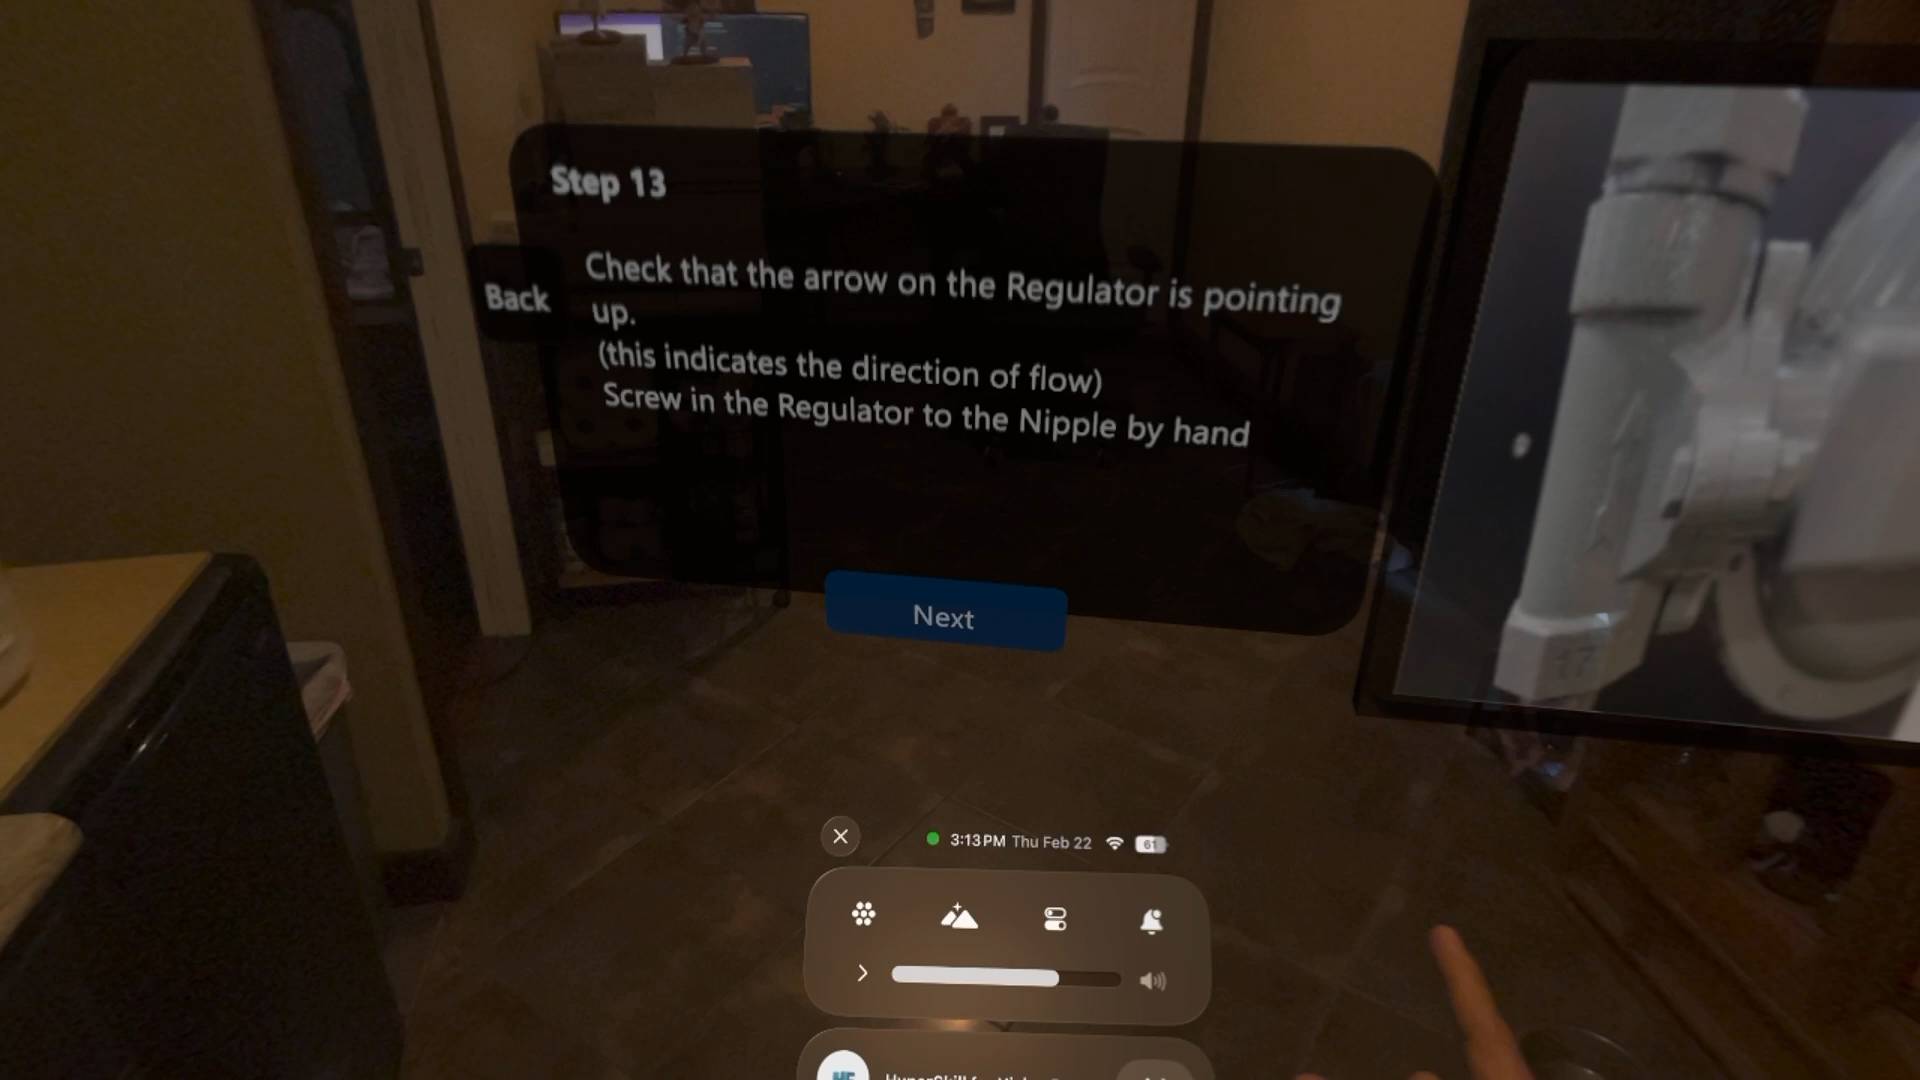 Step 13
Back
Check that the arrow on the Regulator is pointing
up.
(this indicates the direction of flow)
Screw in the Regulator to the Nipple by hand
Next
17
3:13 PM Thu Feb 22
61